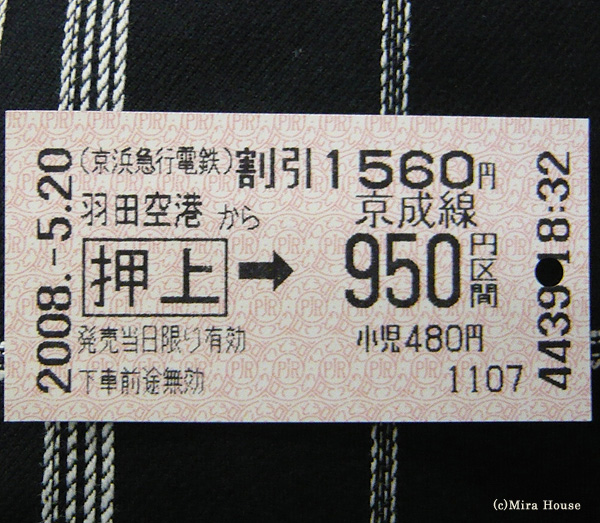 2008.-5.20
(京浜急行電鉄)割引1560円
羽田空港 から 京成線
押上 ➡ 950円区間
発売当日限り有効 小児480円
下車前途無効 1107
4439 18:32
(c)Mira House